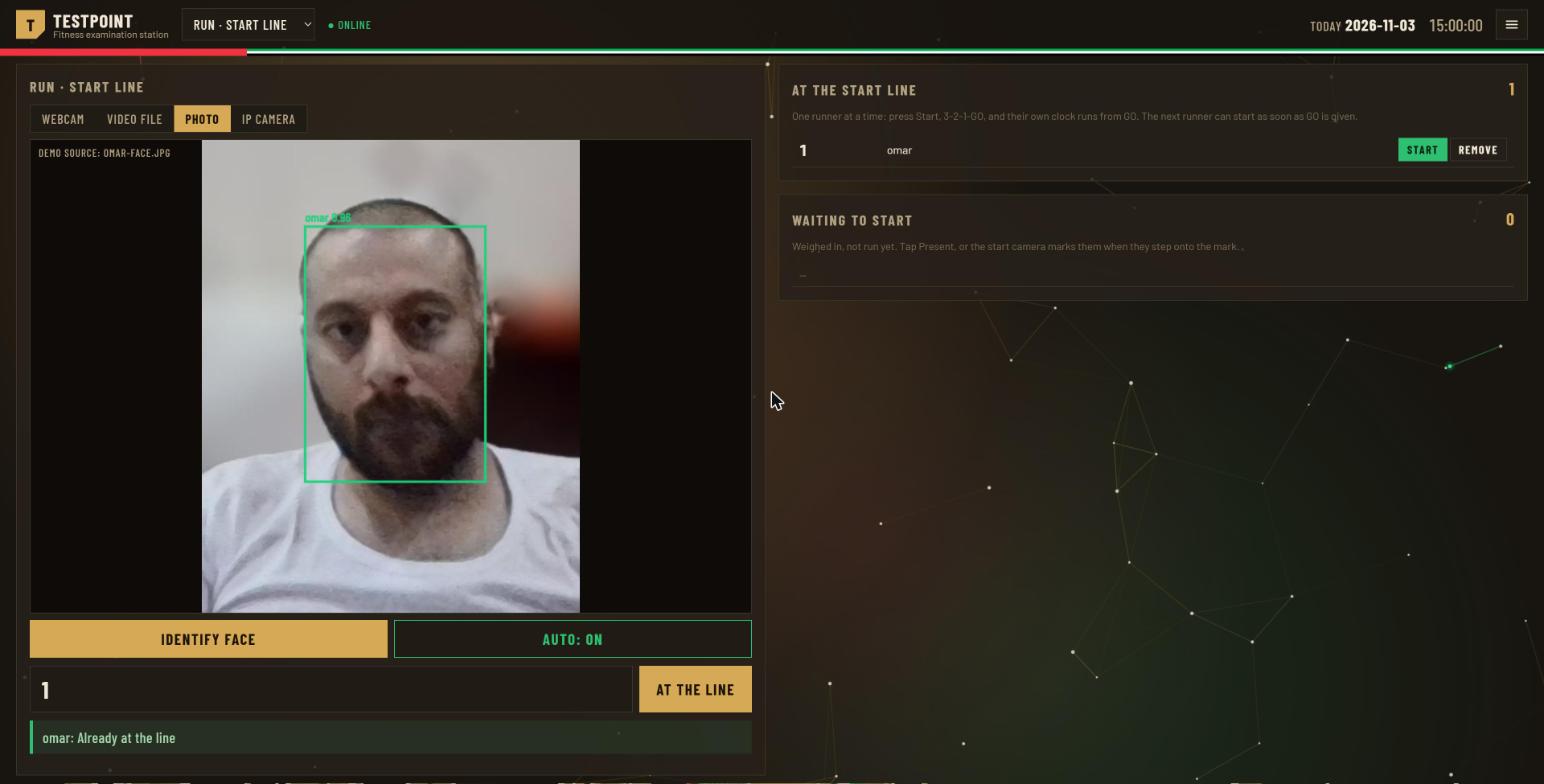 T
TESTPOINT
Fitness examination station
RUN · START LINE
ONLINE
TODAY 2026-11-03 15:00:00
RUN · START LINE
WEBCAM VIDEO FILE PHOTO IP CAMERA
DEMO SOURCE: OMAR-FACE.JPG
omar 0.96
IDENTIFY FACE
AUTO: ON
1
AT THE LINE
omar: Already at the line
AT THE START LINE
1
One runner at a time: press Start, 3-2-1-GO, and their own clock runs from GO. The next runner can start as soon as GO is given.
1 omar START REMOVE
WAITING TO START
0
Weighed in, not run yet. Tap Present, or the start camera marks them when they step onto the mark.
—